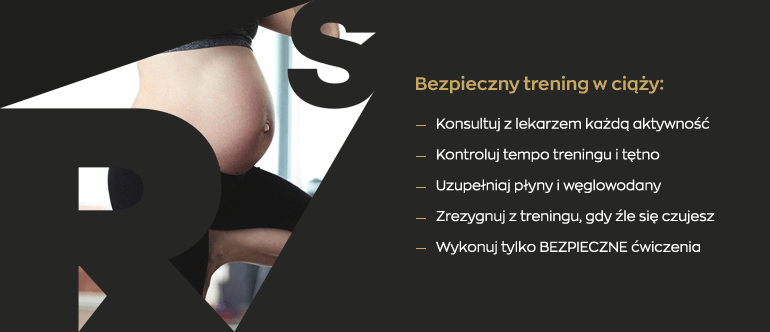 R
S
Bezpieczny trening w ciąży:
– Konsultuj z lekarzem każdą aktywność
– Kontroluj tempo treningu i tętno
– Uzupełniaj płyny i węglowodany
– Zrezygnuj z treningu, gdy źle się czujesz
– Wykonuj tylko BEZPIECZNE ćwiczenia